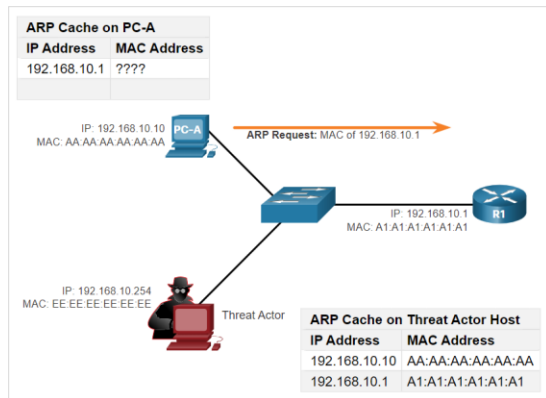 ARP Cache on PC-A
IP Address MAC Address
192.168.10.1 ????
IP: 192.168.10.10
MAC: AA:AA:AA:AA:AA:AA
PC-A
ARP Request: MAC of 192.168.10.1
IP: 192.168.10.1
MAC: A1:A1:A1:A1:A1:A1
R1
IP: 192.168.10.254
MAC: EE:EE:EE:EE:EE:EE
Threat Actor
ARP Cache on Threat Actor Host
IP Address MAC Address
192.168.10.10 AA:AA:AA:AA:AA:AA
192.168.10.1 A1:A1:A1:A1:A1:A1